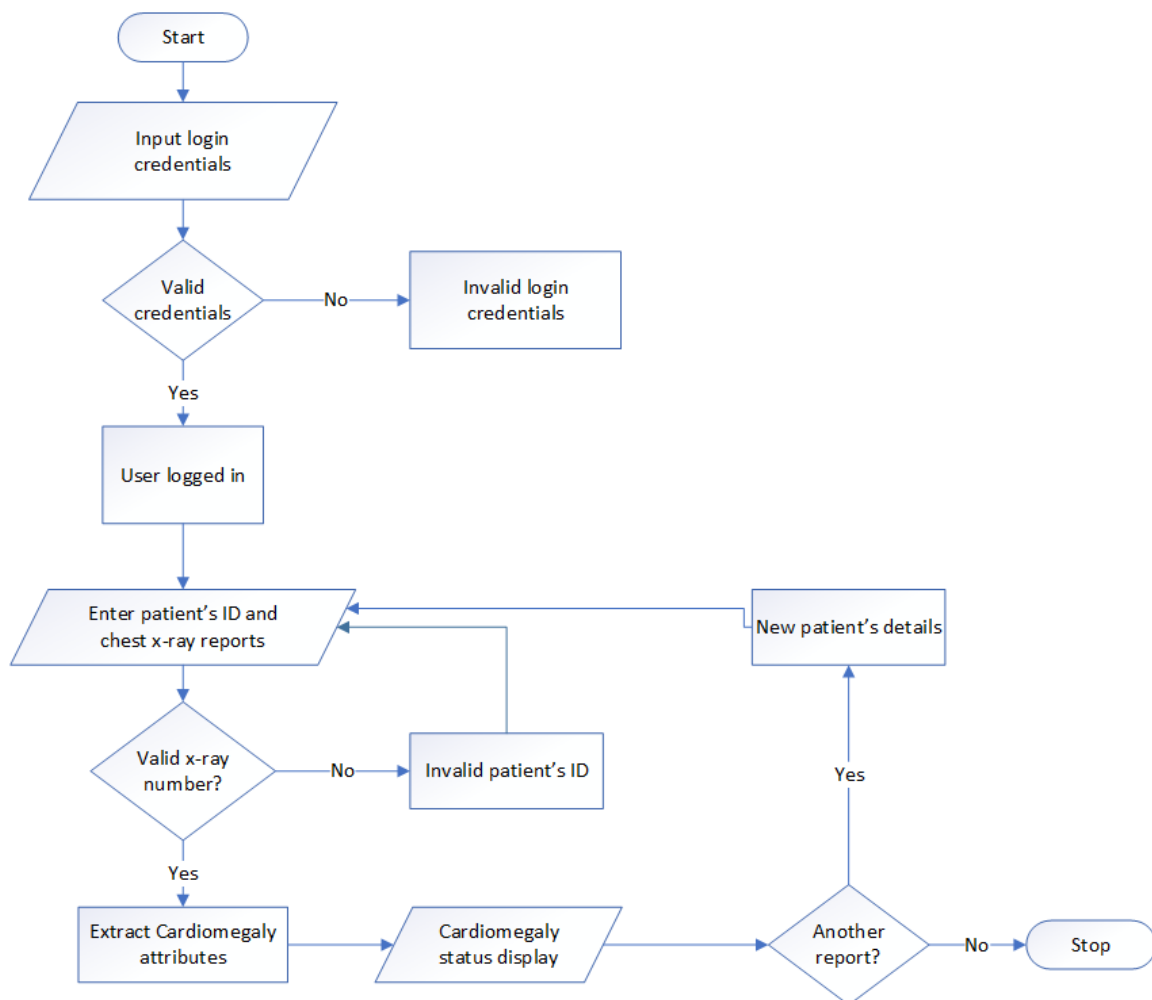 Start
Input login
credentials
Valid
credentials
No
Invalid login
credentials
Yes
User logged in
Enter patient’s ID and
chest x-ray reports
New patient’s details
Valid x-ray
number?
No
Invalid patient’s ID
Yes
Yes
Extract Cardiomegaly
attributes
Cardiomegaly
status display
Another
report?
No
Stop